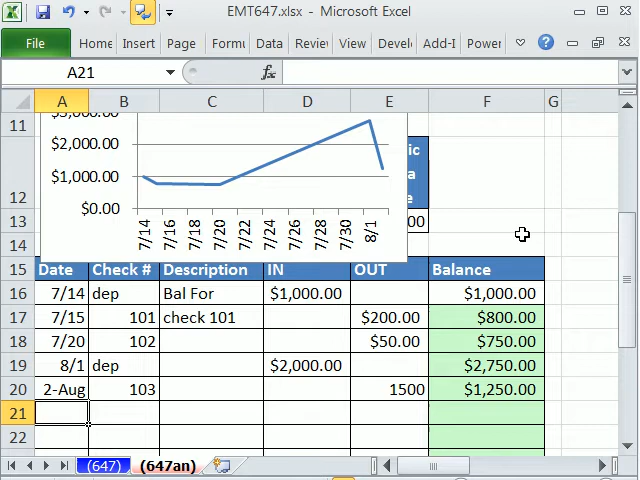 EMT647.xlsx - Microsoft Excel
File Home Insert Page Formu Data Revie View Devel Add-I Power
A21 fx
A B C D E F G
11
$3,000.00
$2,000.00
$1,000.00
$0.00
7/14 7/16 7/18 7/20 7/22 7/24 7/26 7/28 7/30 8/1
ic
a
12 e
13 00
14
15 Date Check # Description IN OUT Balance
16 7/14 dep Bal For $1,000.00 $1,000.00
17 7/15 101 check 101 $200.00 $800.00
18 7/20 102 $50.00 $750.00
19 8/1 dep $2,000.00 $2,750.00
20 2-Aug 103 1500 $1,250.00
21
22
(647) (647an)